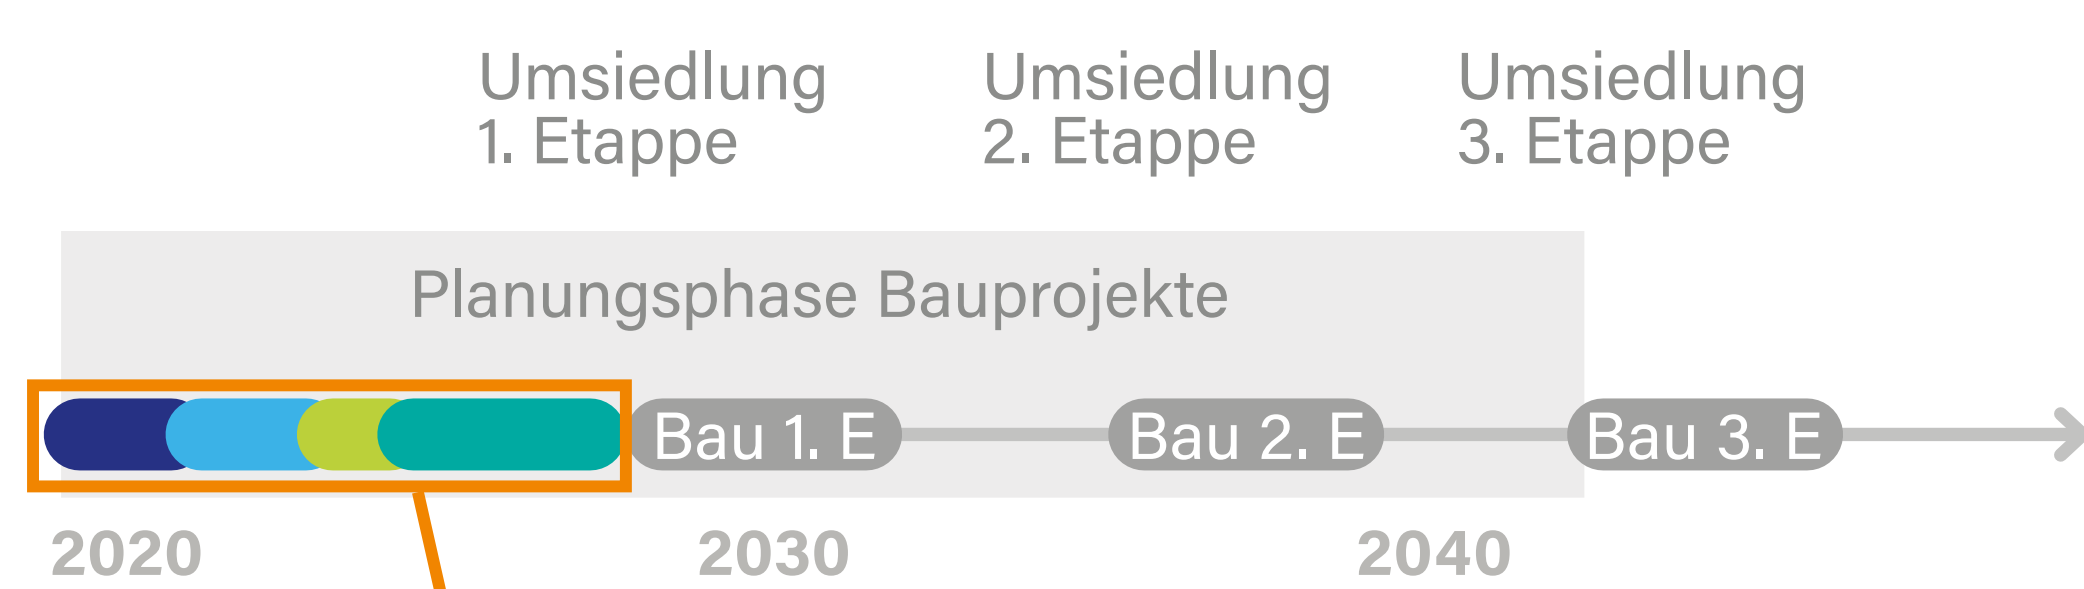 Umsiedlung
1. Etappe
Umsiedlung
2. Etappe
Umsiedlung
3. Etappe
Planungsphase Bauprojekte
Bau 1. E
Bau 2. E
Bau 3. E
2020
2030
2040